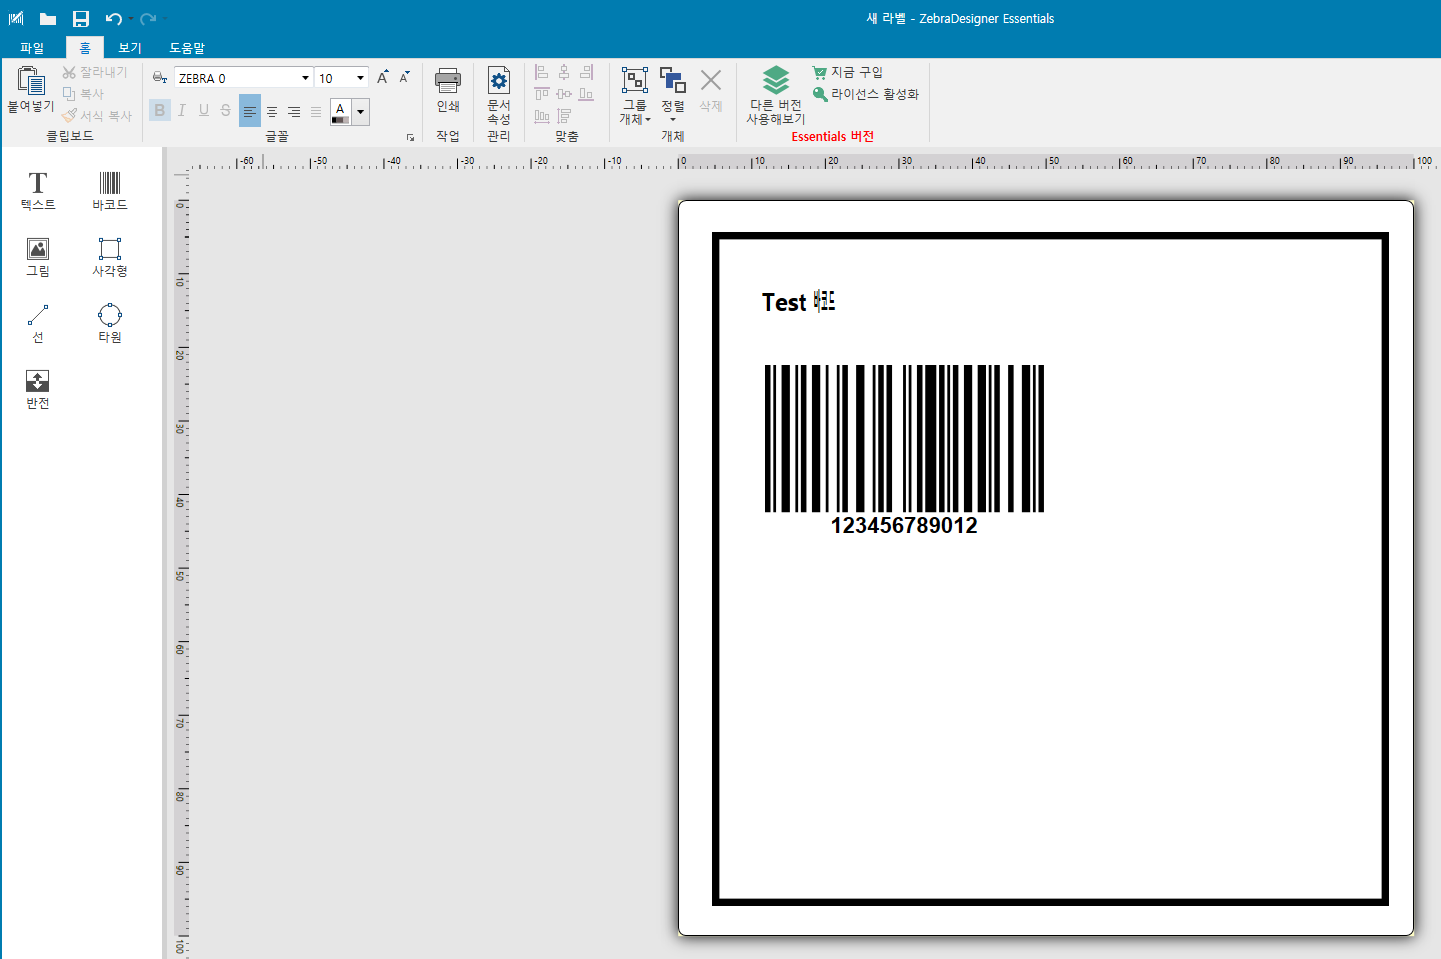 새 라벨 - ZebraDesigner Essentials
파일 홈 보기 도움말
붙여넣기
잘라내기
복사
서식 복사
클립보드
ZEBRA 0 10
B I U S A
글꼴
인쇄
작업
문서
속성
관리
맞춤
그룹
개체
정렬
삭제
개체
다른 버전
사용해보기
지금 구입
라이선스 활성화
Essentials 버전
텍스트 바코드
그림 사각형
선 타원
반전
-60 -50 -40 -30 -20 -10 0 10 20 30 40 50 60 70 80 90 100
0
10
20
30
40
50
60
70
80
90
100
Test
123456789012